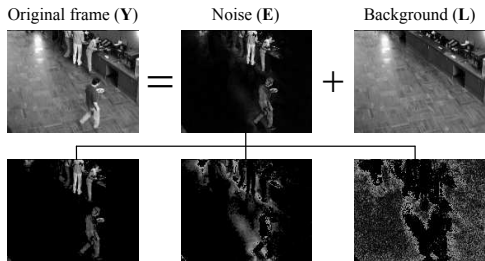 Original frame (Y) Noise (E) Background (L)
= +